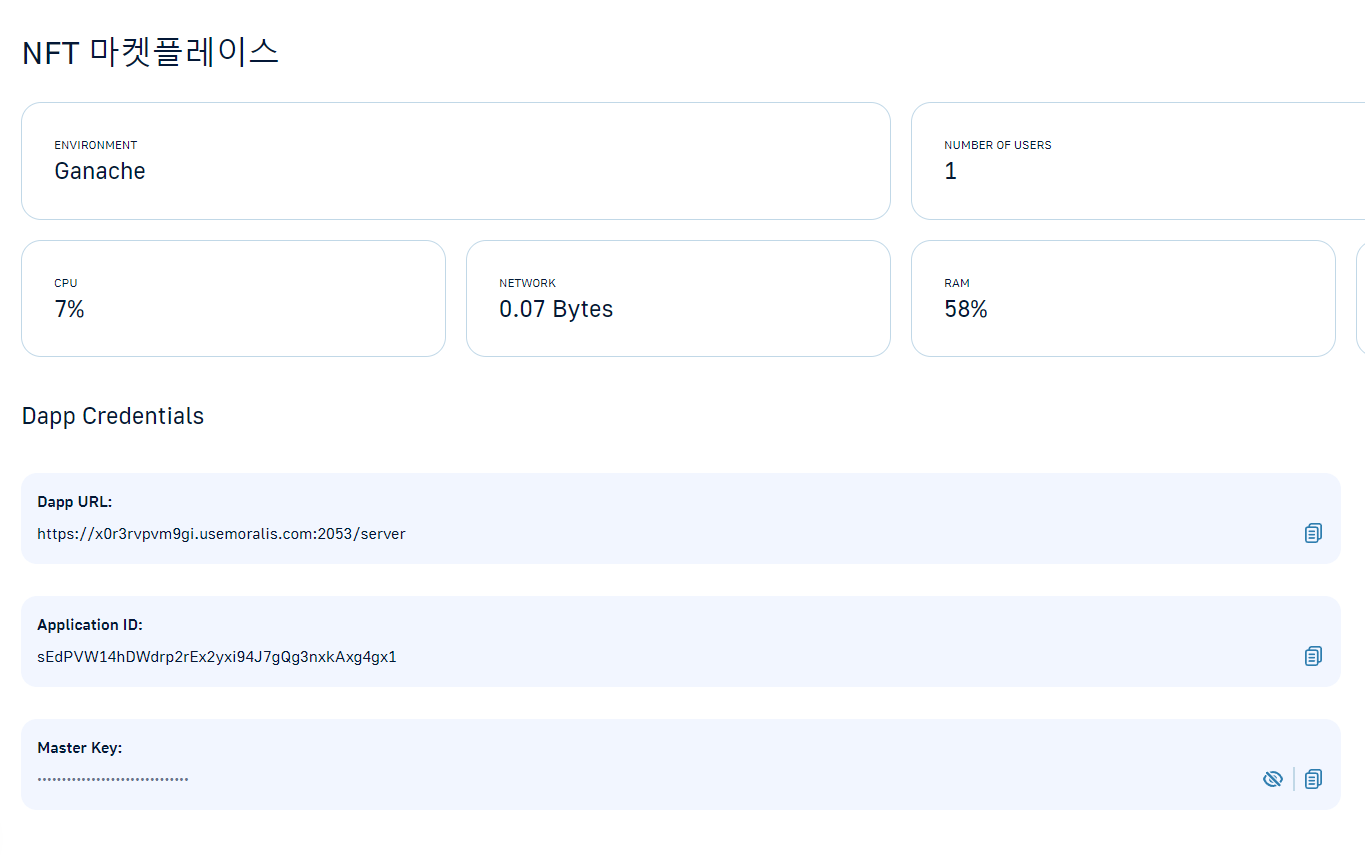 NFT 마켓플레이스
ENVIRONMENT
Ganache
NUMBER OF USERS
1
CPU
7%
NETWORK
0.07 Bytes
RAM
58%
Dapp Credentials
Dapp URL:
https://x0r3rvpvm9gi.usemoralis.com:2053/server
Application ID:
sEdPVW14hDWdrp2rEx2yxi94J7gQg3nxkAxg4gx1
Master Key:
•••••••••••••••••••••••••••••••